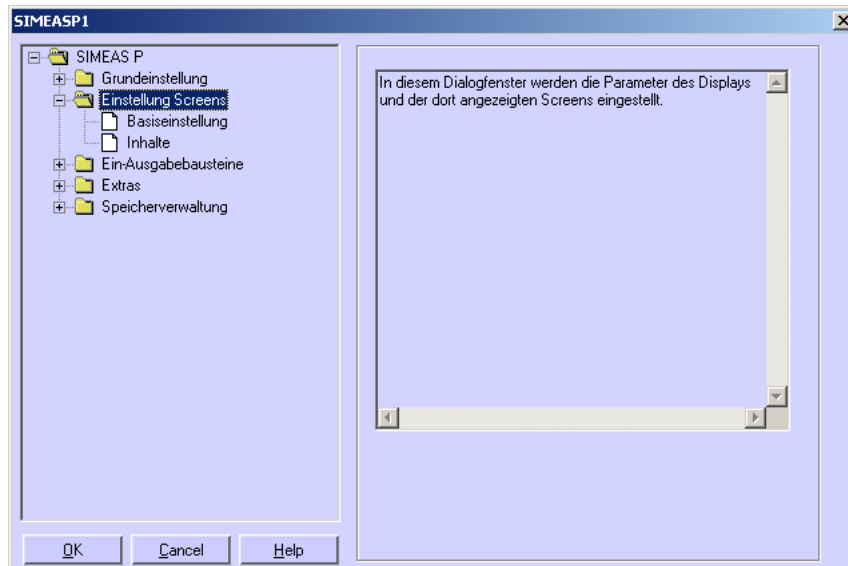 SIMEASP1
SIMEAS P
Grundeinstellung
Einstellung Screens
Basiseinstellung
Inhalte
Ein-Ausgabebausteine
Extras
Speicherverwaltung
In diesem Dialogfenster werden die Parameter des Displays
und der dort angezeigten Screens eingestellt.
OK
Cancel
Help